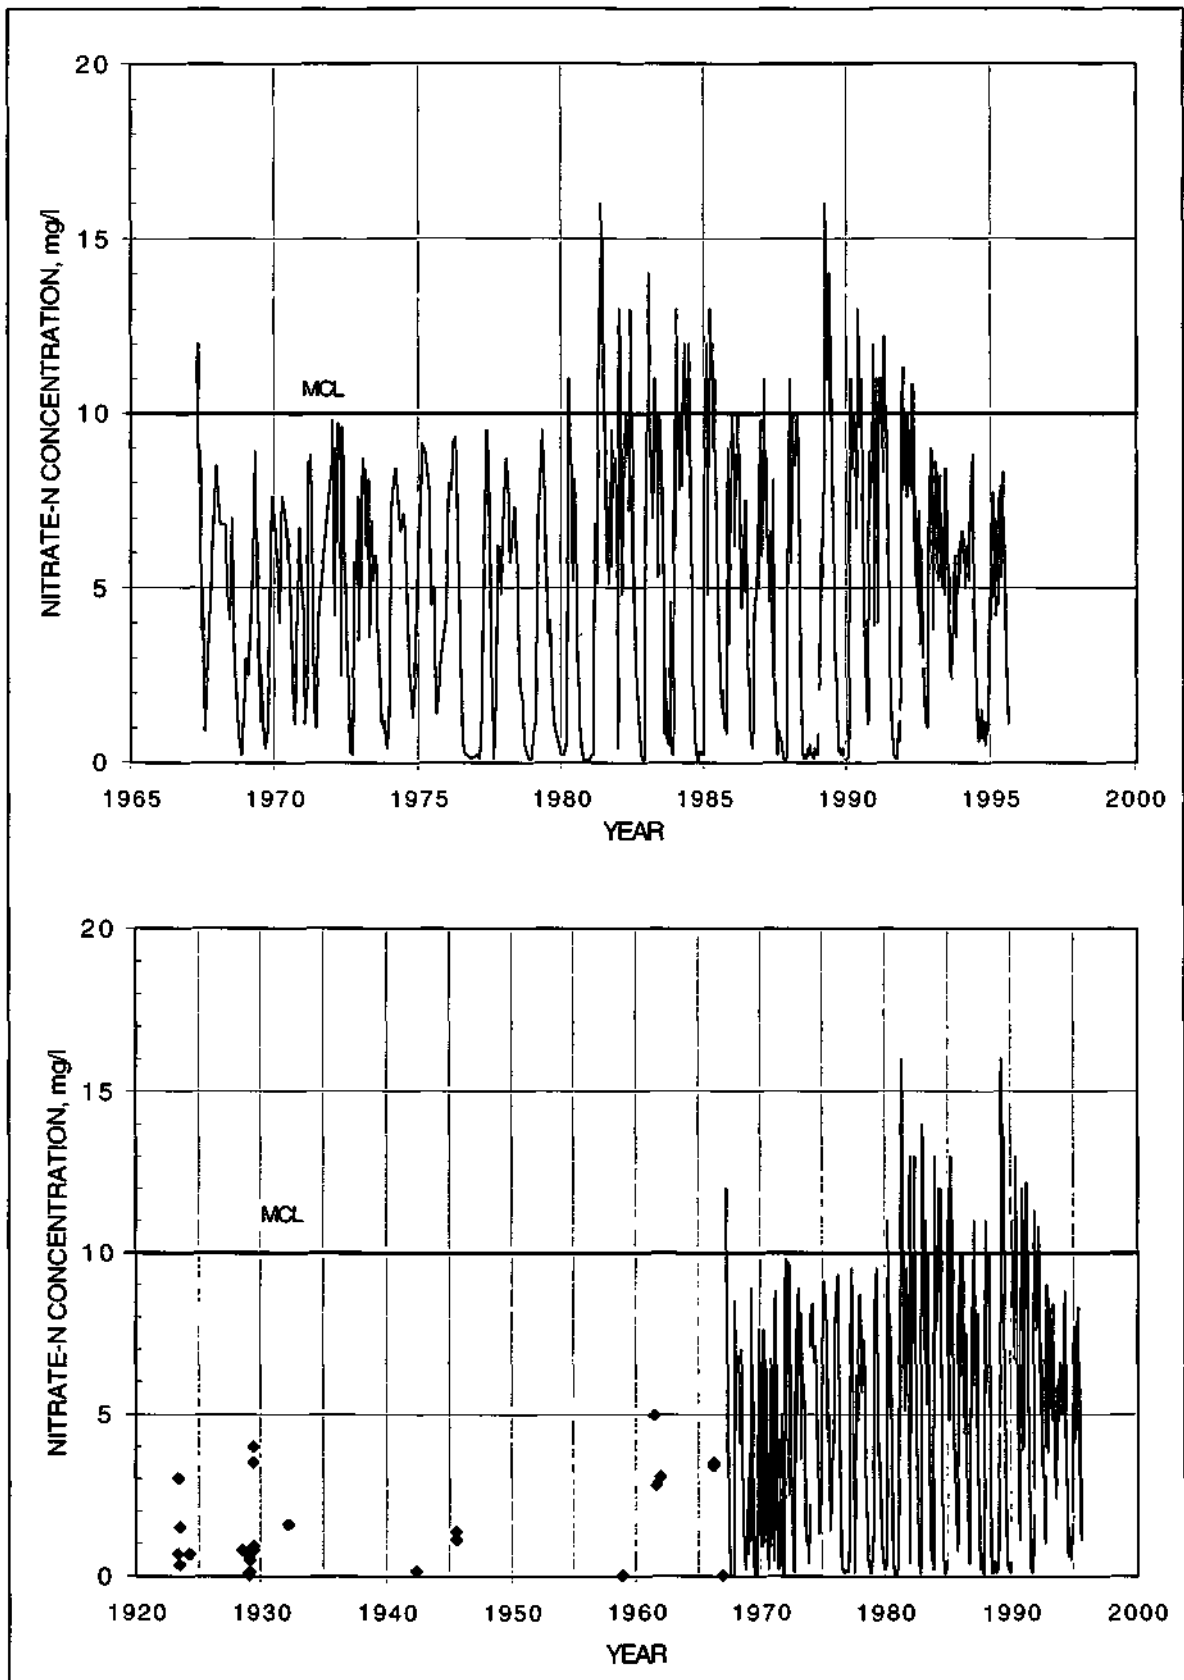 20
15
MCL
10
5
0
NITRATE-N CONCENTRATION, mg/l
1965 1970 1975 1980 1985 1990 1995 2000
YEAR
20
15
MCL
10
5
0
NITRATE-N CONCENTRATION, mg/l
1920 1930 1940 1950 1960 1970 1980 1990 2000
YEAR